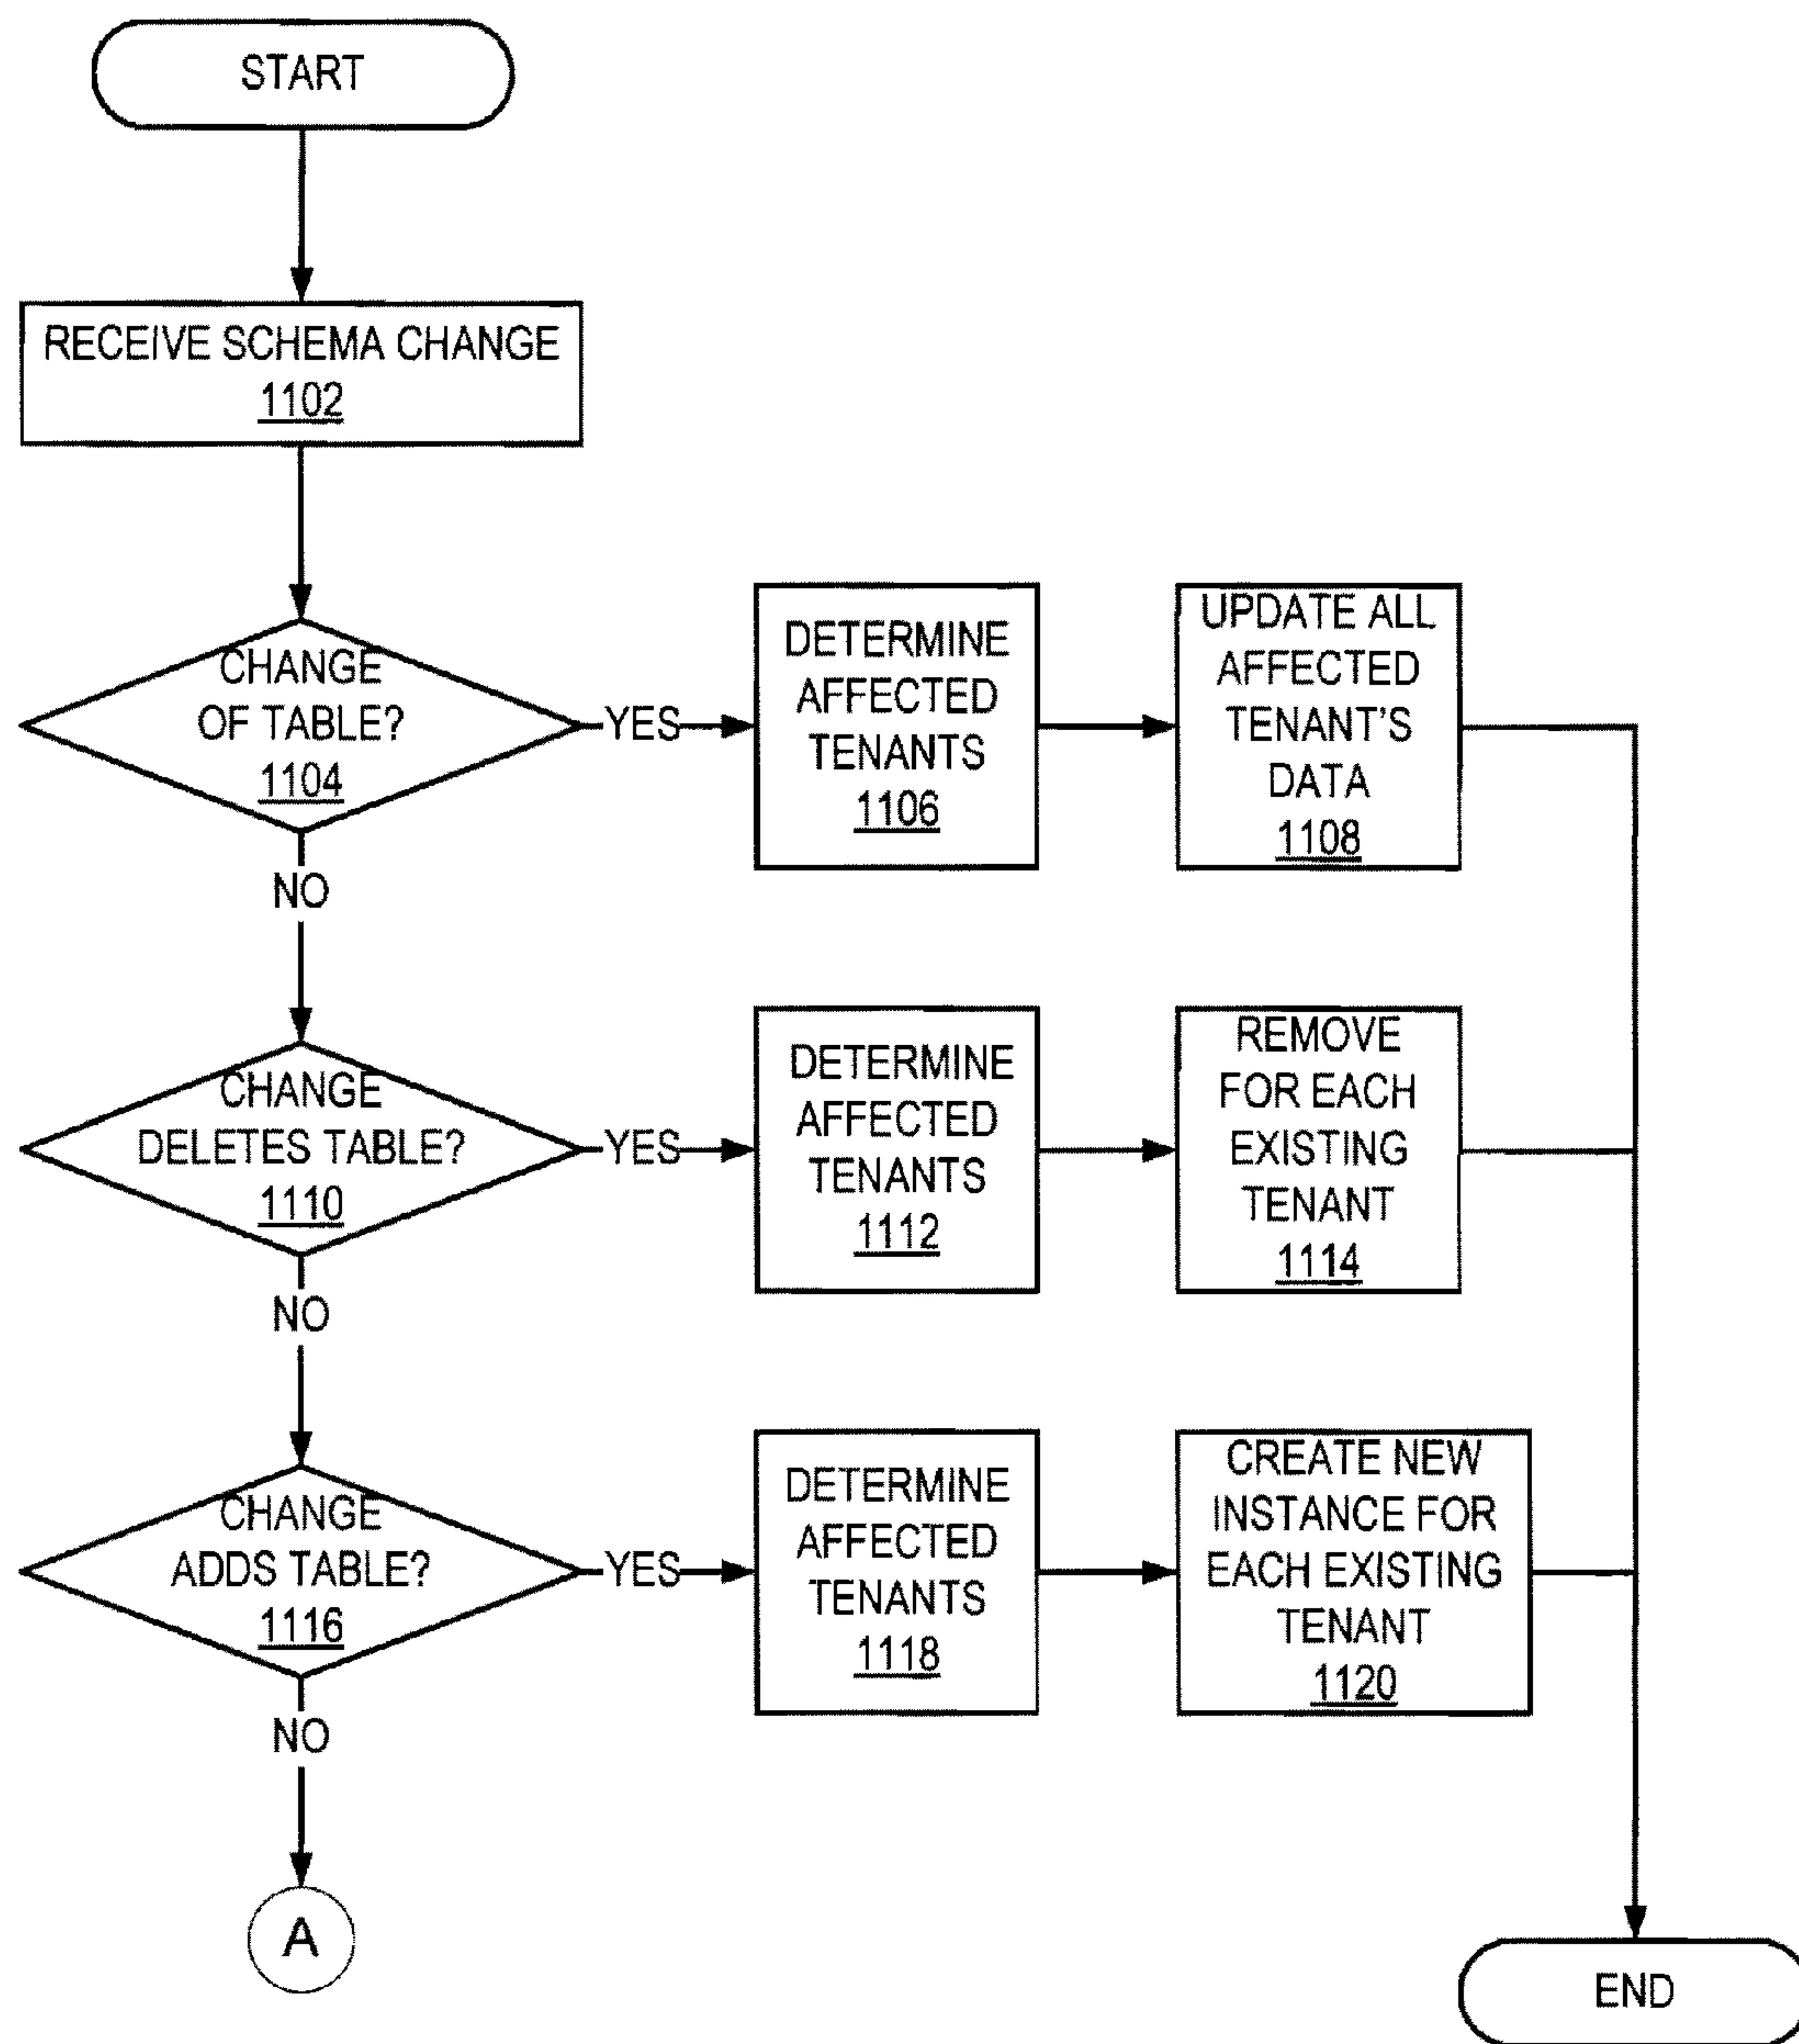 START
RECEIVE SCHEMA CHANGE
1102
CHANGE
OF TABLE?
1104
YES
DETERMINE
AFFECTED
TENANTS
1106
UPDATE ALL
AFFECTED
TENANT'S
DATA
1108
NO
CHANGE
DELETES TABLE?
1110
YES
DETERMINE
AFFECTED
TENANTS
1112
REMOVE
FOR EACH
EXISTING
TENANT
1114
NO
CHANGE
ADDS TABLE?
1116
YES
DETERMINE
AFFECTED
TENANTS
1118
CREATE NEW
INSTANCE FOR
EACH EXISTING
TENANT
1120
NO
A
END